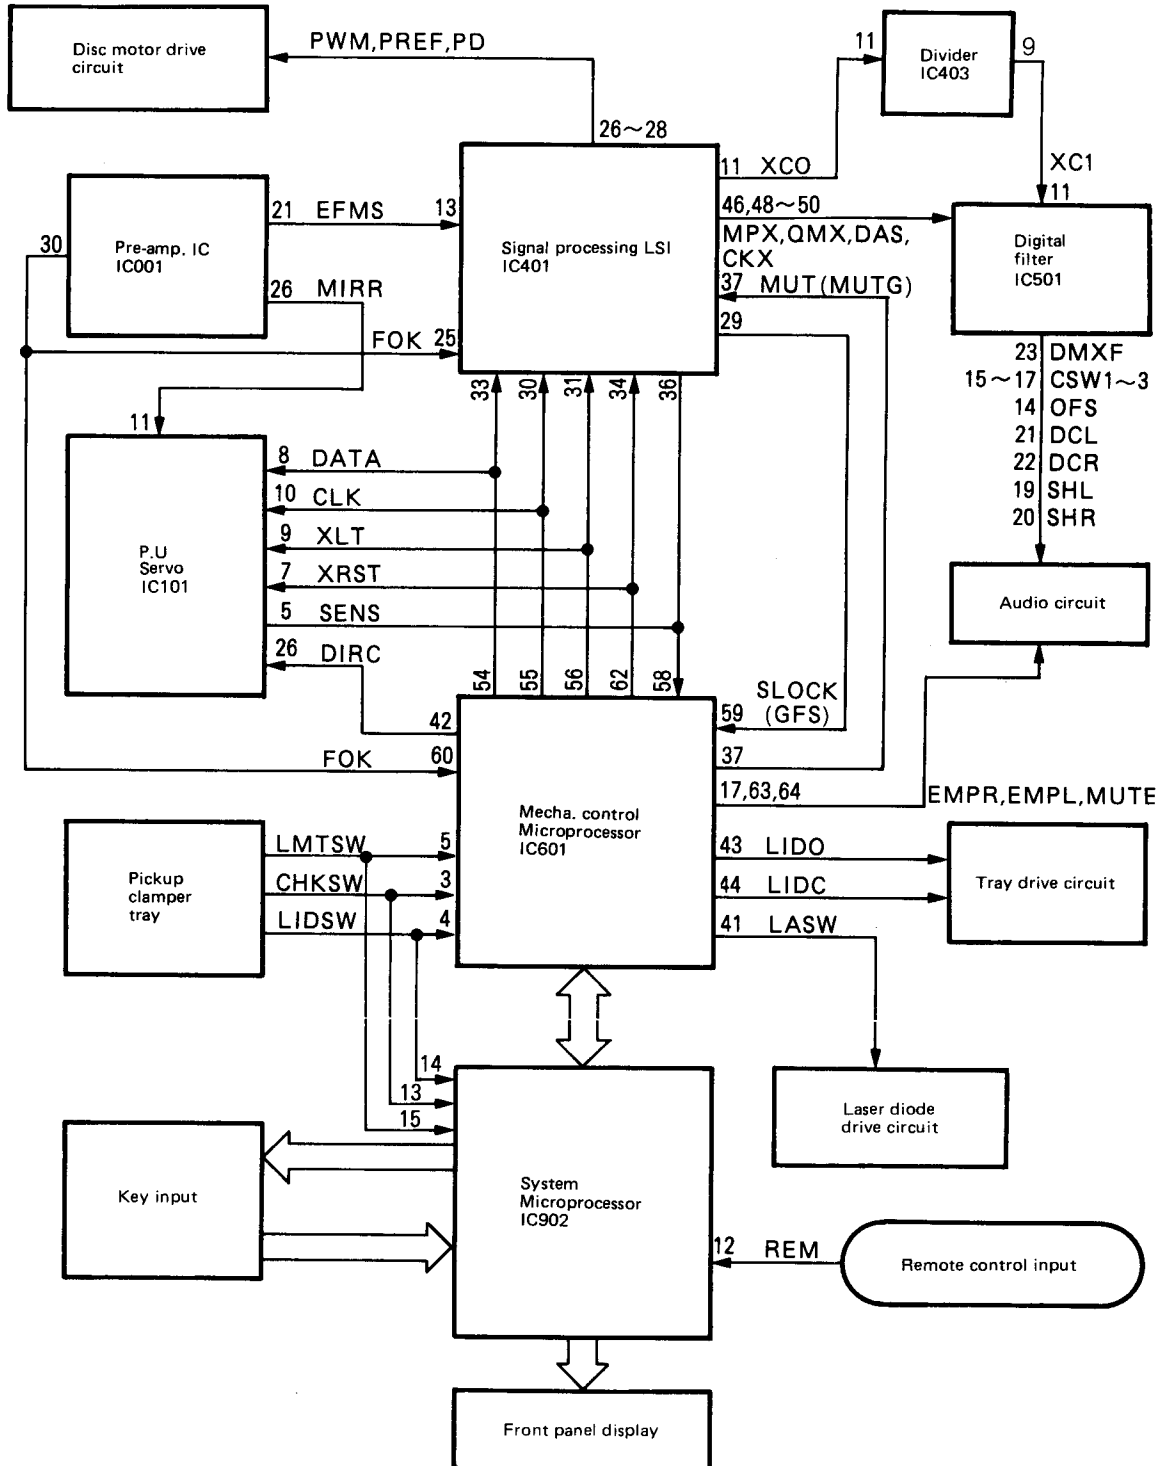 Disc motor drive
circuit
PWM,PREF,PD
26～28
11
Divider
IC403
9
XC1
11
11 XCO
46,48～50
MPX,QMX,DAS,
CKX
37 MUT(MUTG)
29
Pre-amp. IC
IC001
21 EFMS 13
30
26 MIRR
FOK 25
Signal processing LSI
IC401
33
30
31
34
36
Digital
filter
IC501
23 DMXF
15～17 CSW1～3
14 OFS
21 DCL
22 DCR
19 SHL
20 SHR
Audio circuit
11
P.U
Servo
IC101
8 DATA
10 CLK
9 XLT
7 XRST
5 SENS
26 DIRC
54
55
56
62
58
42
FOK 60
59
SLOCK
(GFS)
37
17,63,64
EMPR,EMPL,MUTE
Mecha. control
Microprocessor
IC601
Pickup
clamper
tray
LMTSW 5
CHKSW 3
LIDSW 4
43 LIDO
44 LIDC
41 LASW
Tray drive circuit
14
13
15
Laser diode
drive circuit
Key input
System
Microprocessor
IC902
12 REM
Remote control input
Front panel display